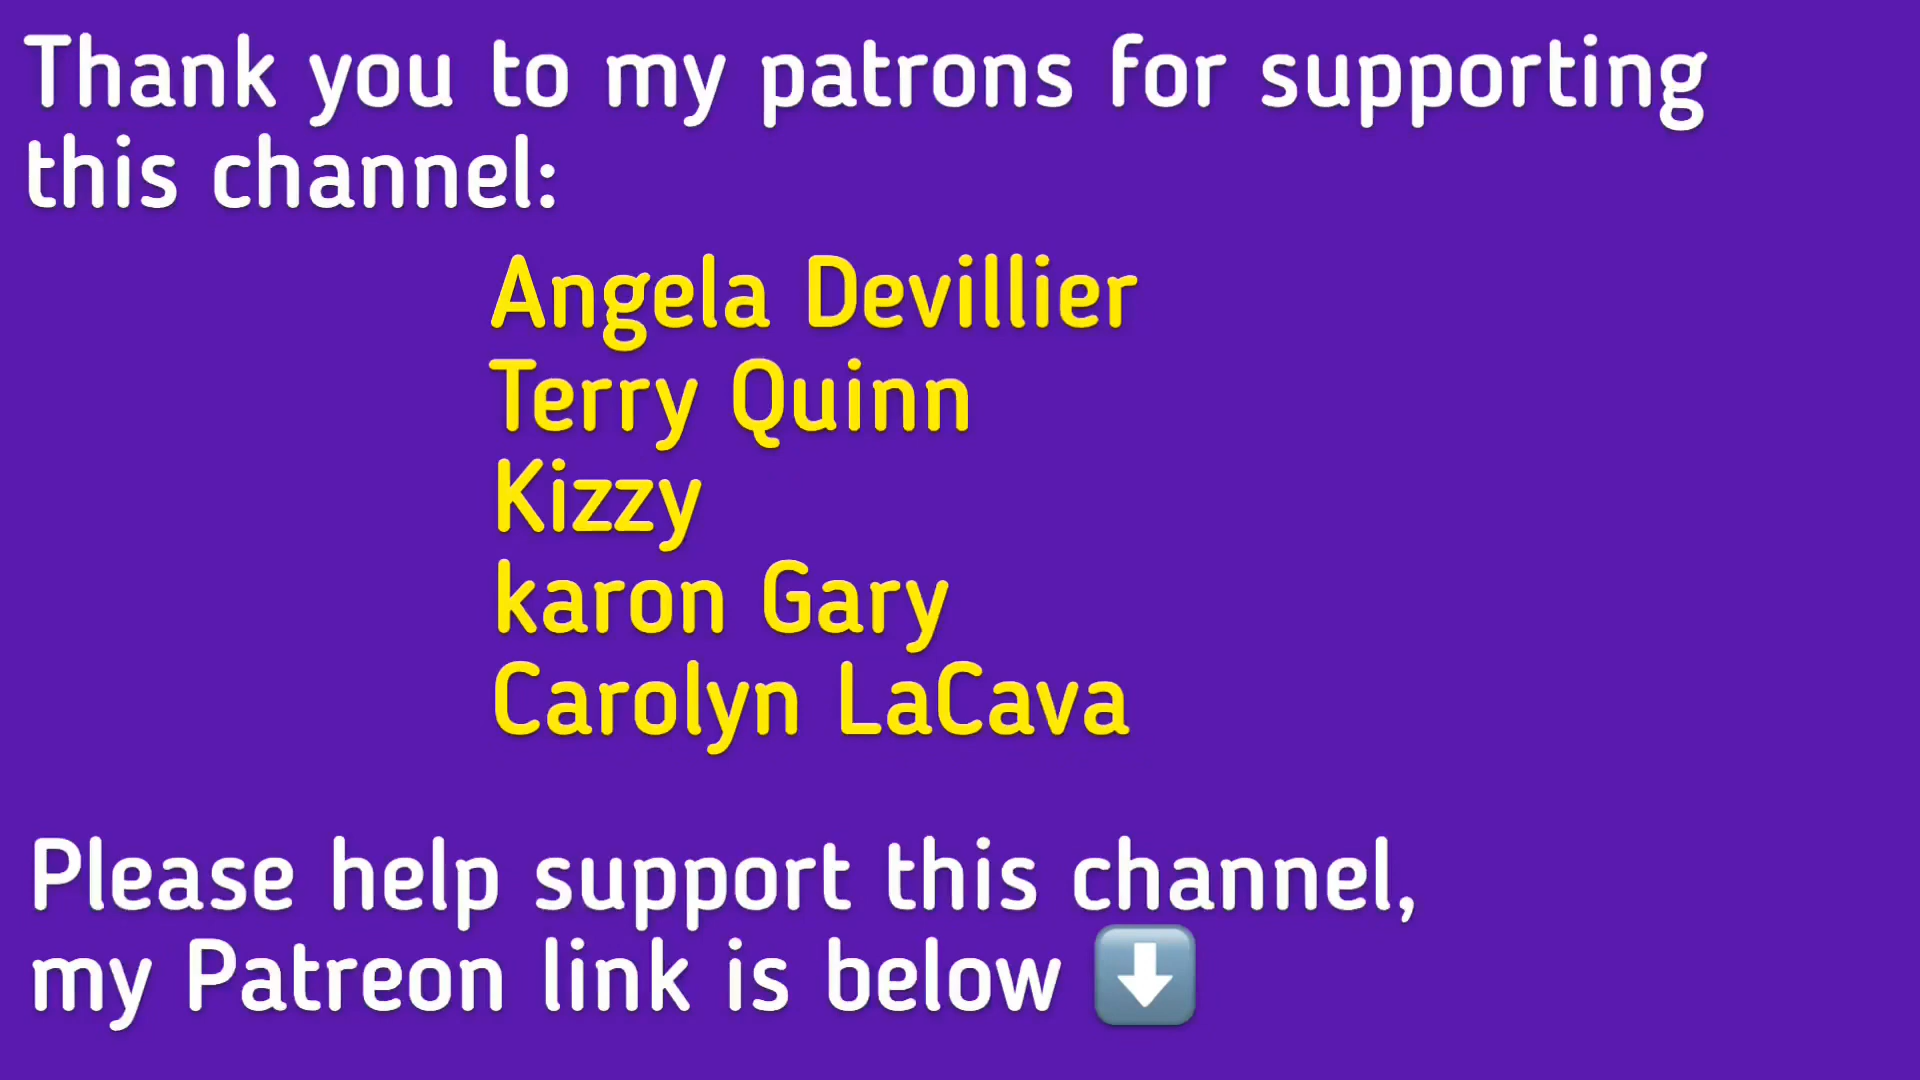 Thank you to my patrons for supporting
this channel:
Angela Devillier
Terry Quinn
Kizzy
karon Gary
Carolyn LaCava
Please help support this channel,
my Patreon link is below ⬇️